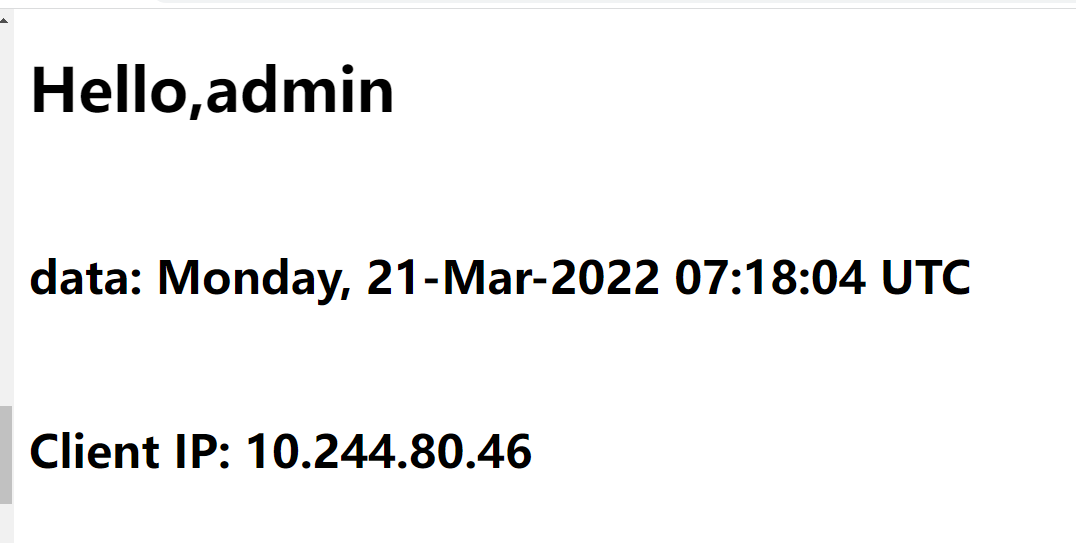 Hello,admin
data: Monday, 21-Mar-2022 07:18:04 UTC
Client IP: 10.244.80.46